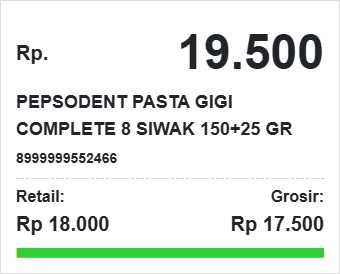 Rp. 19.500
PEPSODENT PASTA GIGI
COMPLETE 8 SIWAK 150+25 GR
8999999552466
Retail: Grosir:
Rp 18.000 Rp 17.500